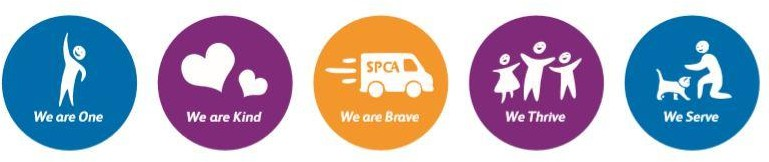 We are One
We are Kind
SPCA
We are Brave
We Thrive
We Serve